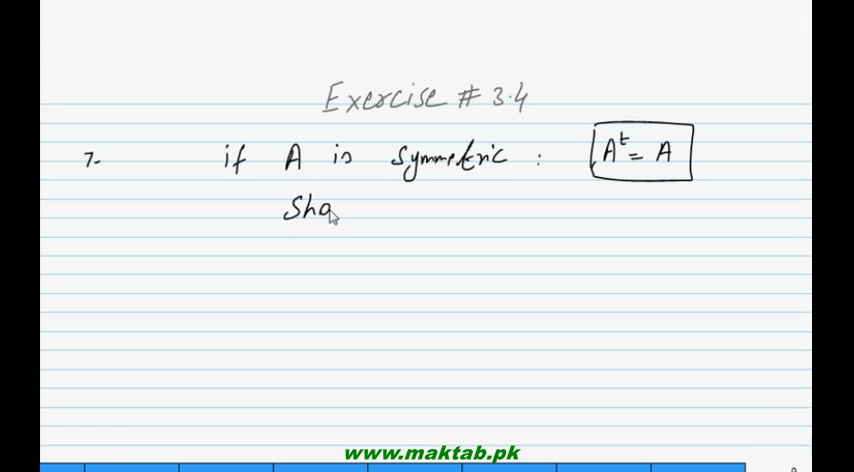 Exercise # 3.4
7- if A is Symmetric : A^t = A
Sho
www.maktab.pk